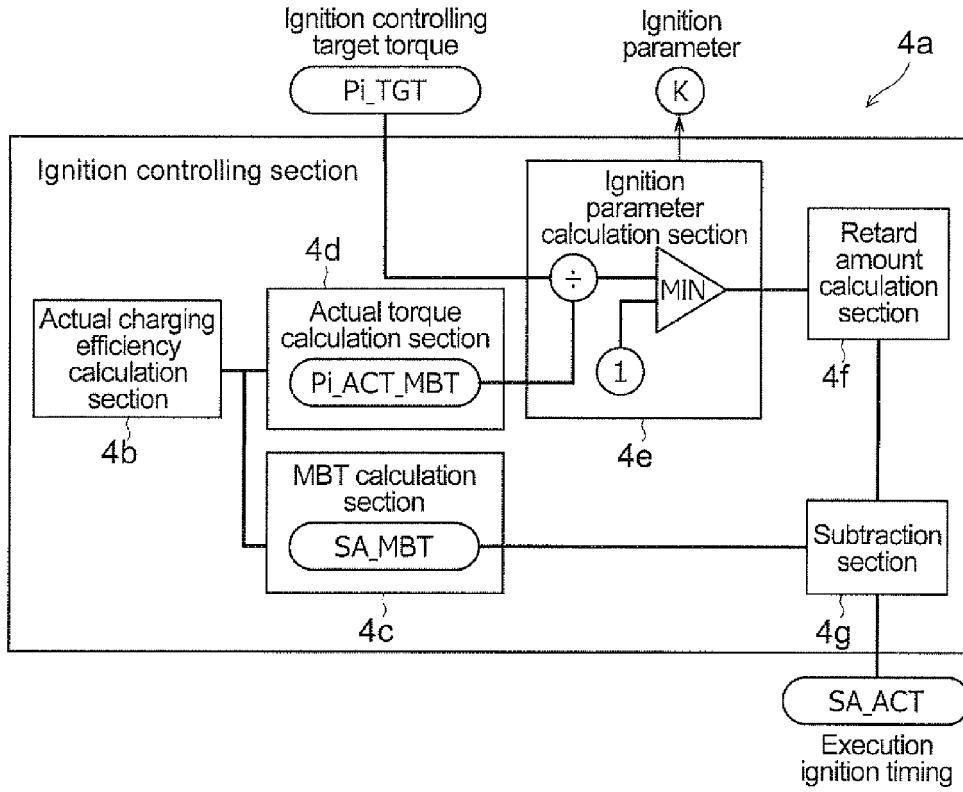 Ignition controlling
target torque
Pi_TGT
Ignition
parameter
K
4a
Ignition controlling section
Ignition
parameter
calculation section
÷
MIN
1
4e
Retard
amount
calculation
section
4f
4d
Actual torque
calculation section
Pi_ACT_MBT
Actual charging
efficiency
calculation
section
4b
MBT calculation
section
SA_MBT
4c
Subtraction
section
4g
SA_ACT
Execution
ignition timing